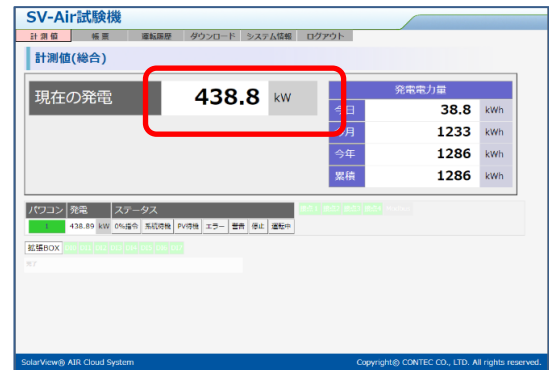 SV-Air試験機
計測値 帳票 運転履歴 ダウンロード システム情報 ログアウト
計測値(総合)
現在の発電 438.8 kW
発電電力量
今日 38.8 kWh
今月 1233 kWh
今年 1286 kWh
累積 1286 kWh
パワコン 発電 ステータス
1 438.89 kW 0%指令 系統待機 PV待機 エラー 警告 停止 運転中
拡張BOX
SolarView® AIR Cloud System Copyright© CONTEC CO., LTD. All rights reserved.